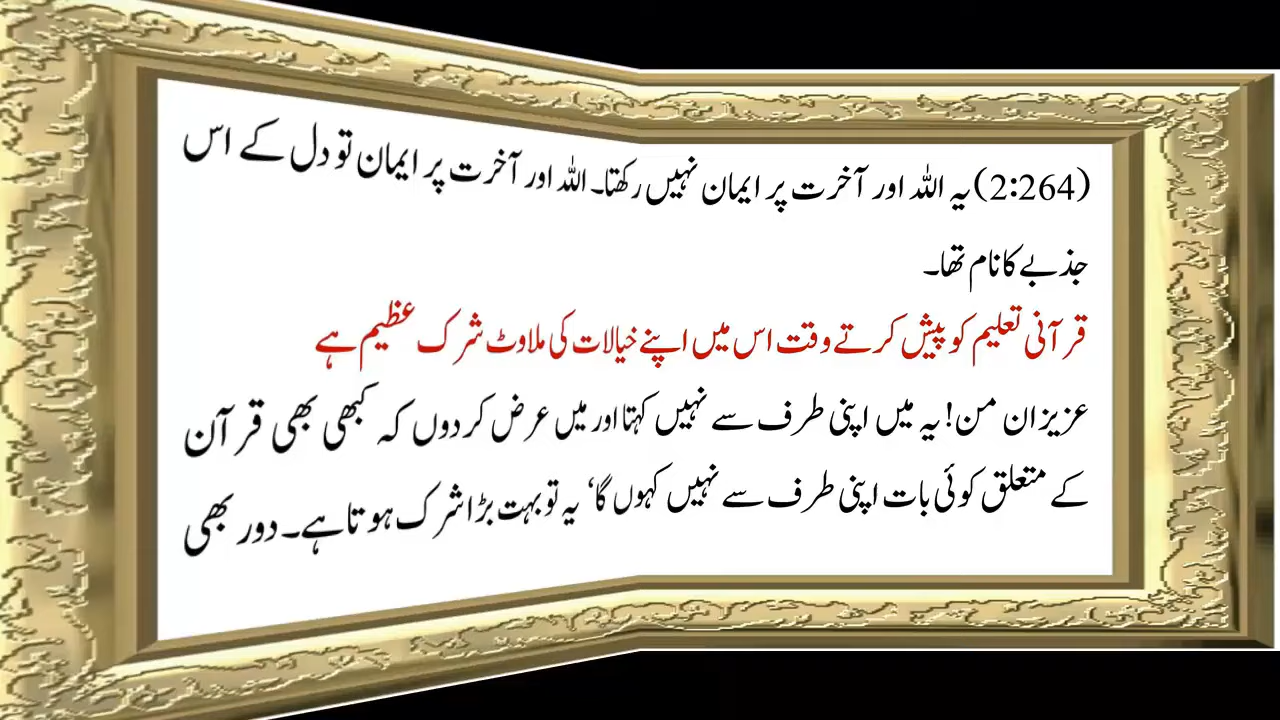 (2:264) یہ اللہ اور آخرت پر ایمان نہیں رکھتا۔ اللہ اور آخرت پر ایمان تو دل کے اس
جذبے کا نام تھا۔
قرآنی تعلیم کو پیش کرتے وقت اس میں اپنے خیالات کی ملاوٹ شرک عظیم ہے
عزیزان من! یہ میں اپنی طرف سے نہیں کہتا اور میں عرض کر دوں کہ کبھی بھی قرآن
کے متعلق کوئی بات اپنی طرف سے نہیں کہوں گا‘ یہ تو بہت بڑا شرک ہوتا ہے۔ دور بھی